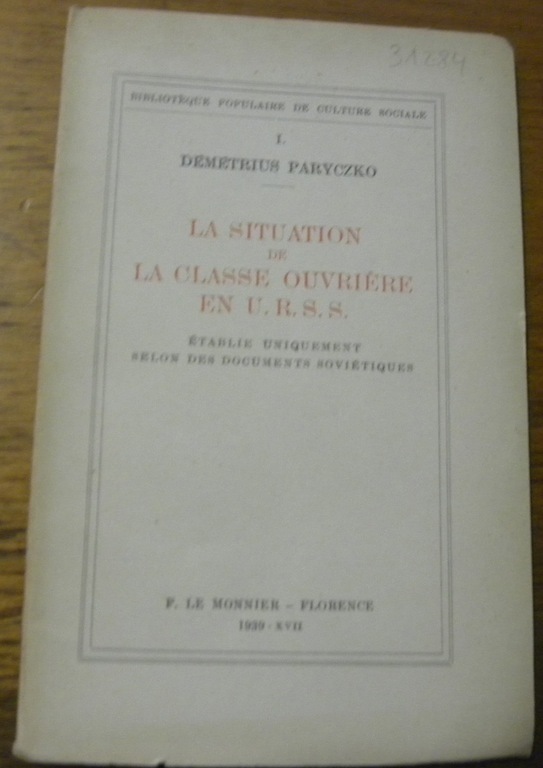 31284
BIBLIOTÈQUE POPULAIRE DE CULTURE SOCIALE
I.
DÉMÉTRIUS PARYCZKO
LA SITUATION
DE
LA CLASSE OUVRIÈRE
EN U. R. S. S.
ÉTABLIE UNIQUEMENT
SELON DES DOCUMENTS SOVIÉTIQUES
F. LE MONNIER - FLORENCE
1939 - XVII